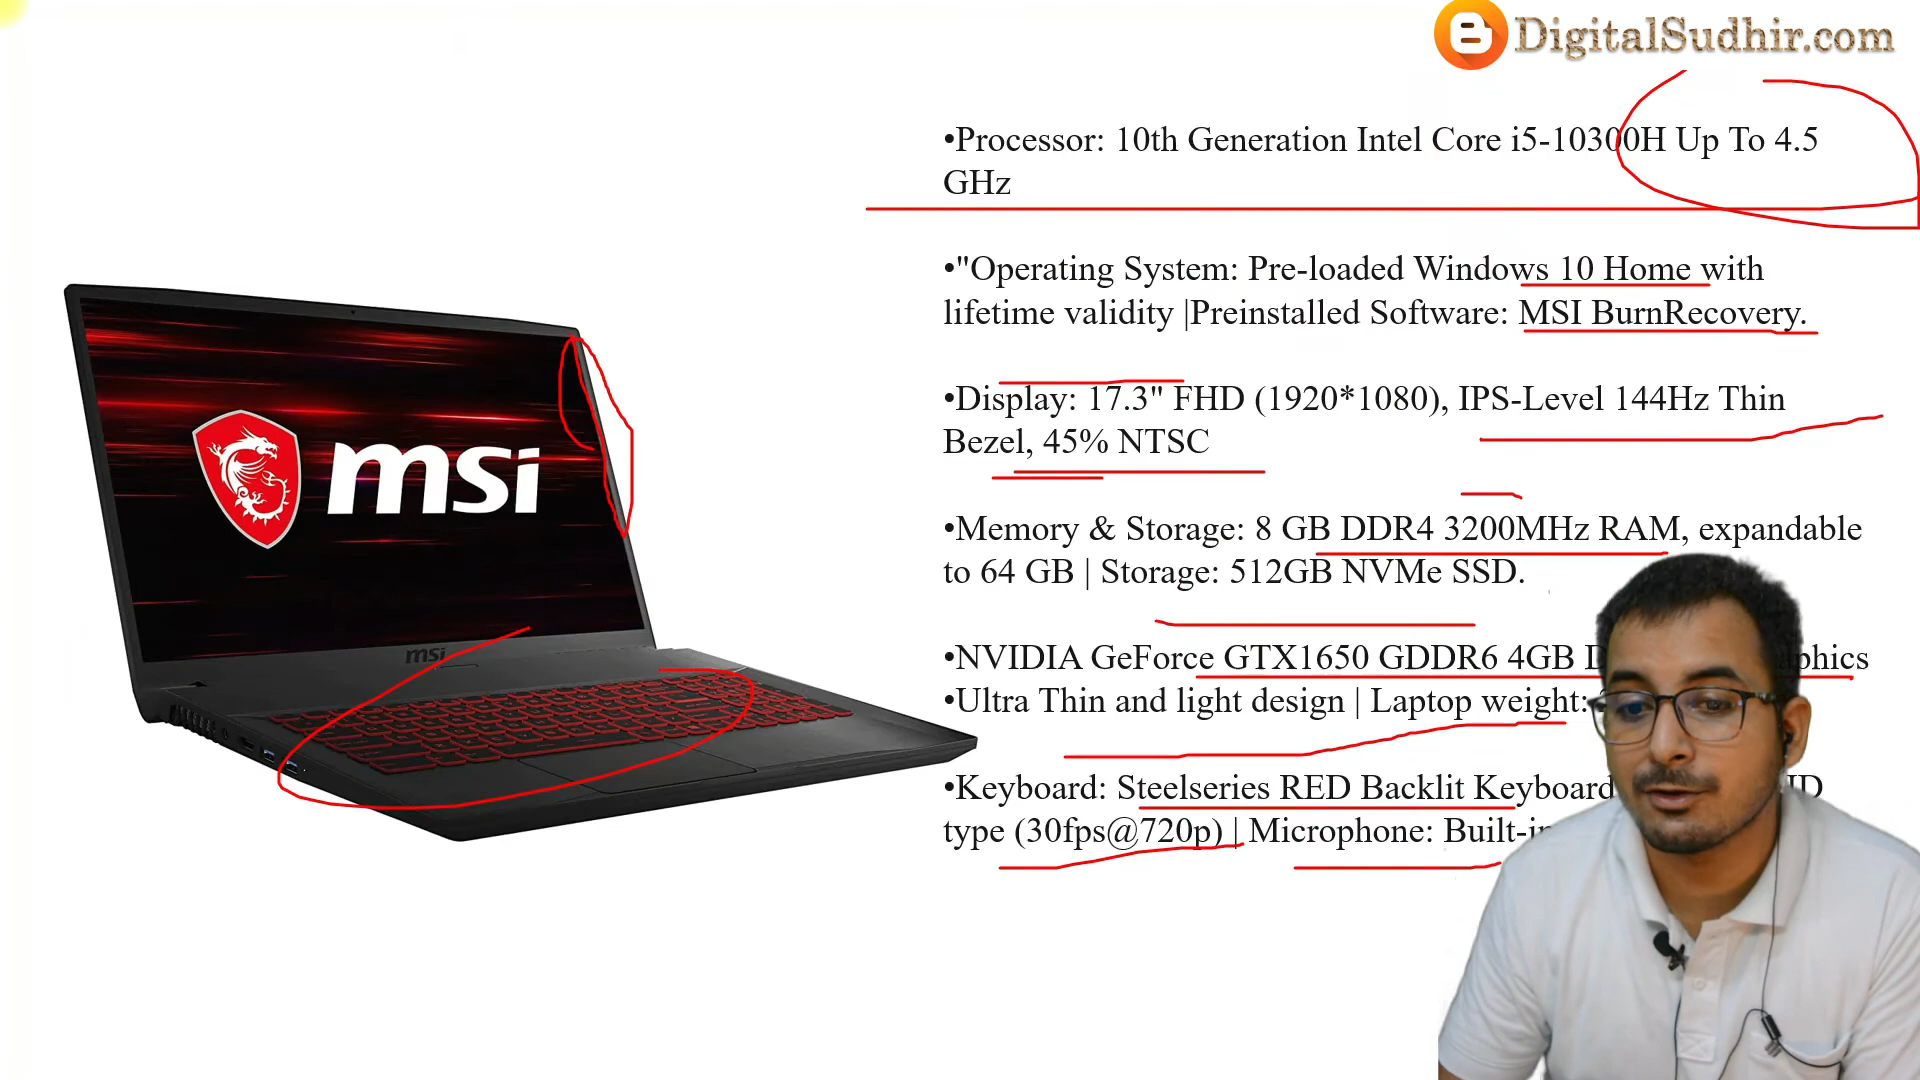 DigitalSudhir.com
•Processor: 10th Generation Intel Core i5-10300H Up To 4.5
GHz
•"Operating System: Pre-loaded Windows 10 Home with
lifetime validity |Preinstalled Software: MSI BurnRecovery.
•Display: 17.3" FHD (1920*1080), IPS-Level 144Hz Thin
Bezel, 45% NTSC
•Memory & Storage: 8 GB DDR4 3200MHz RAM, expandable
to 64 GB | Storage: 512GB NVMe SSD.
•NVIDIA GeForce GTX1650 GDDR6 4GB
•Ultra Thin and light design | Laptop weight:
•Keyboard: Steelseries RED Backlit Keyboard
type (30fps@720p) | Microphone:
msi
msi